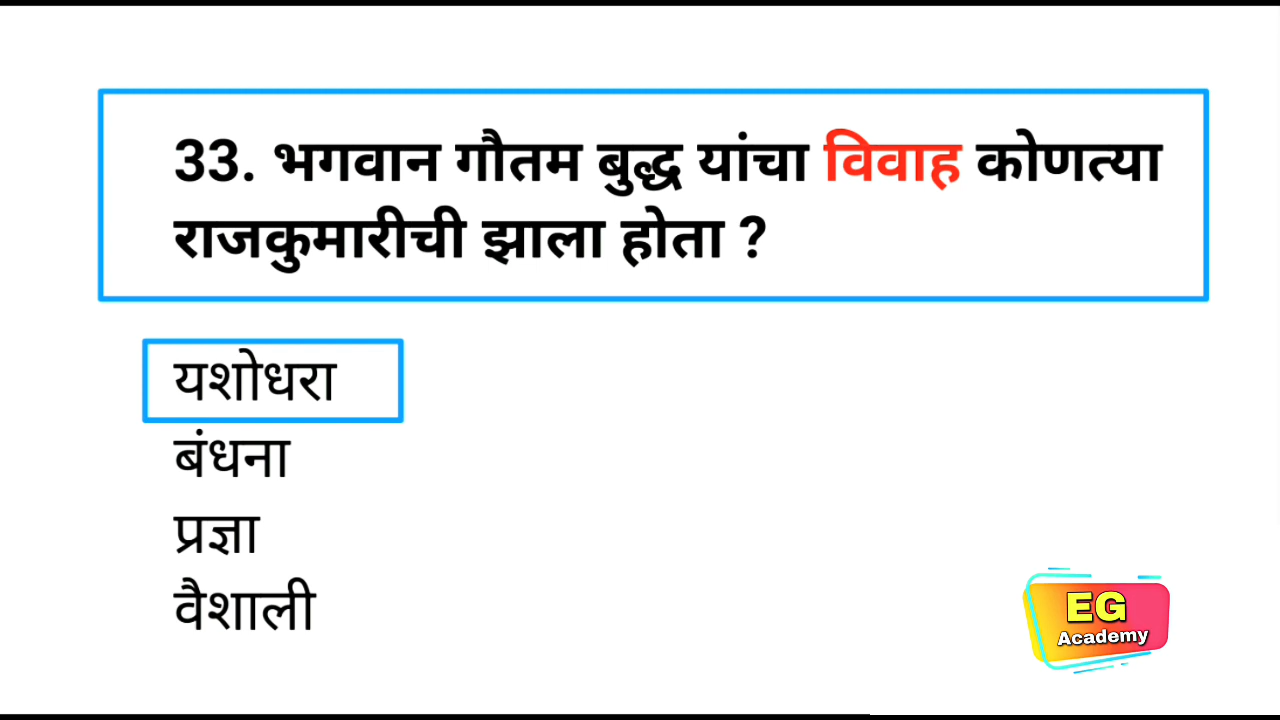 33. भगवान गौतम बुद्ध यांचा विवाह कोणत्या
राजकुमारीची झाला होता ?
यशोधरा
बंधना
प्रज्ञा
वैशाली
EG
Academy